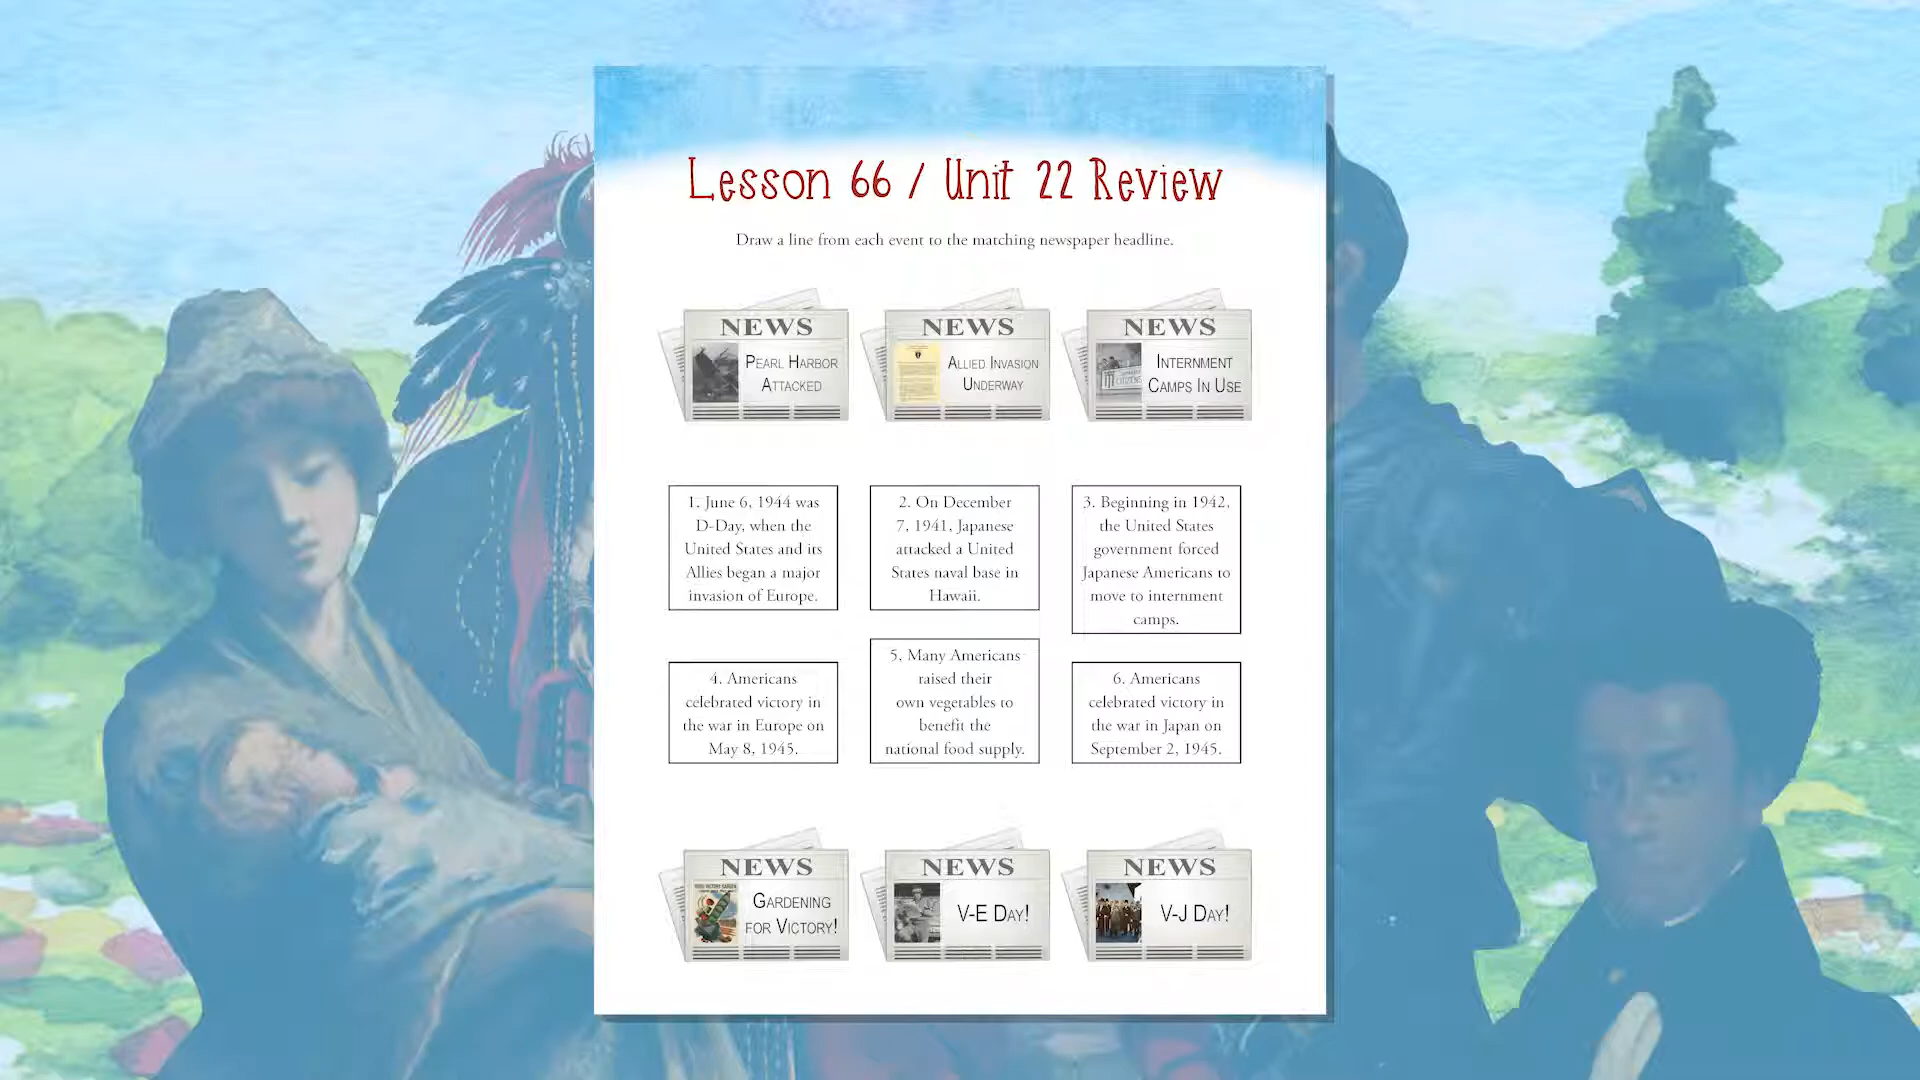 Lesson 66 / Unit 22 Review
Draw a line from each event to the matching newspaper headline.
NEWS
PEARL HARBOR
ATTACKED
NEWS
ALLIED INVASION
UNDERWAY
NEWS
INTERNMENT
CAMPS IN USE
1. June 6, 1944 was
D-Day, when the
United States and its
Allies began a major
invasion of Europe.
2. On December
7, 1941, Japanese
attacked a United
States naval base in
Hawaii.
3. Beginning in 1942,
the United States
government forced
Japanese Americans to
move to internment
camps.
4. Americans
celebrated victory in
the war in Europe on
May 8, 1945.
5. Many Americans
raised their
own vegetables to
benefit the
national food supply.
6. Americans
celebrated victory in
the war in Japan on
September 2, 1945.
NEWS
GARDENING
FOR VICTORY!
NEWS
V-E DAY!
NEWS
V-J DAY!